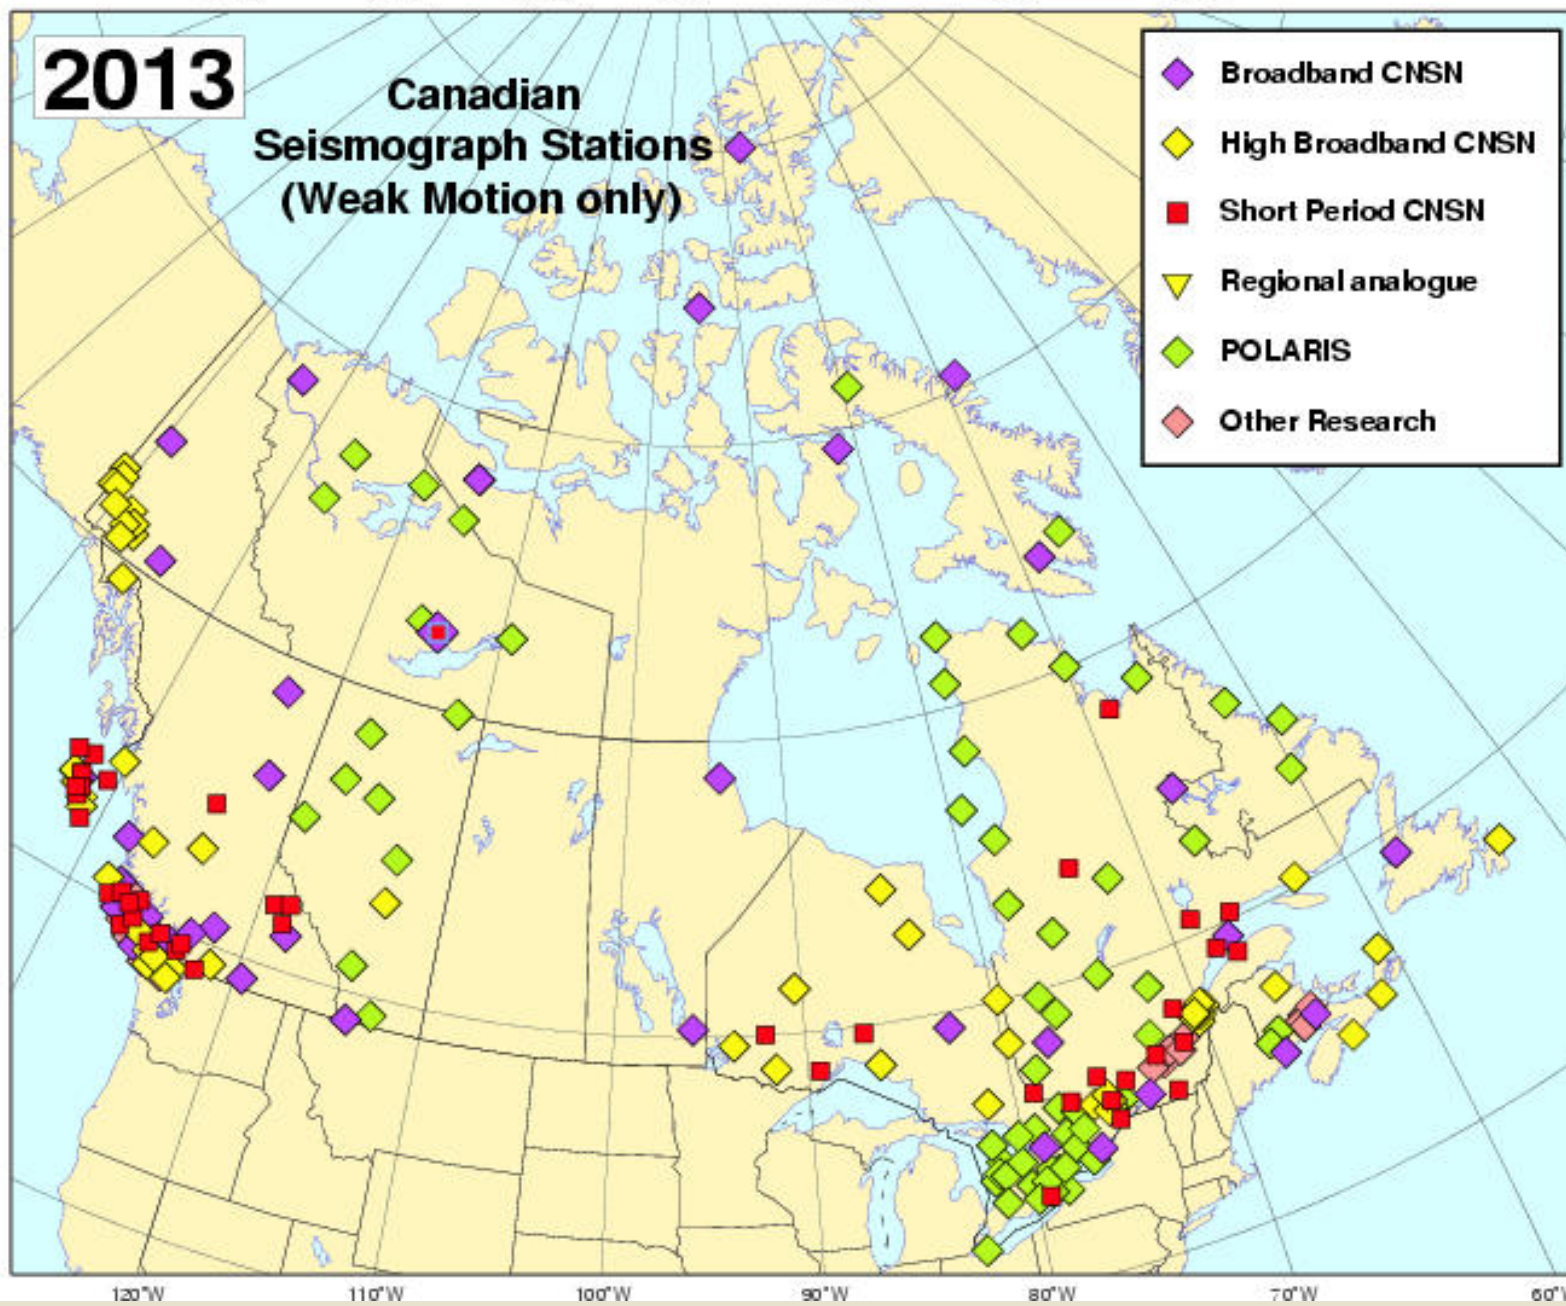 2013
Canadian
Seismograph Stations
(Weak Motion only)
Broadband CNSN
High Broadband CNSN
Short Period CNSN
Regional analogue
POLARIS
Other Research
120°W 110°W 100°W 90°W 80°W 70°W 60°W